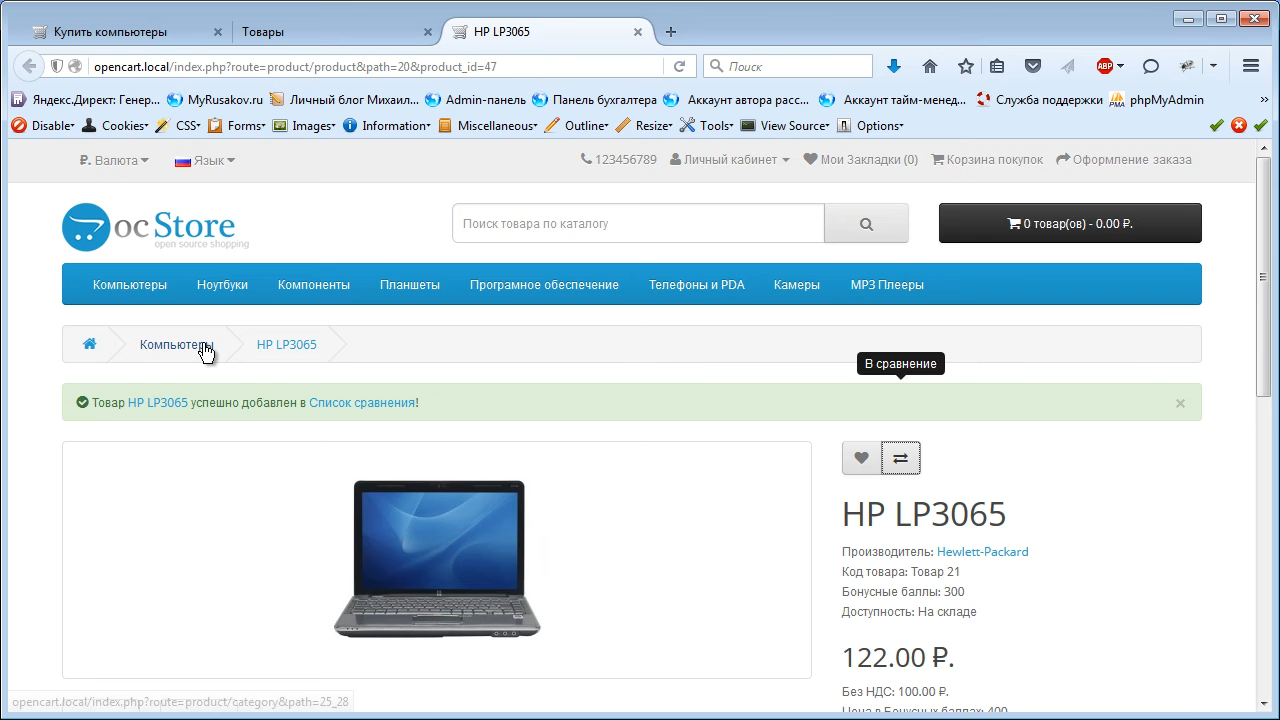 Купить компьютеры
Товары
HP LP3065
opencart.local/index.php?route=product/product&path=20&product_id=47
Поиск
ABP
Яндекс.Директ: Генер...
MyRusakov.ru
Личный блог Михаил...
Admin-панель
Панель бухгалтера
Аккаунт автора расс...
Аккаунт тайм-менед...
Служба поддержки
PMA
phpMyAdmin
Disable
Cookies
CSS
Forms
Images
Information
Miscellaneous
Outline
Resize
Tools
View Source
Options
₽. Валюта
Язык
123456789
Личный кабинет
Мои Закладки (0)
Корзина покупок
Оформление заказа
ocStore
open source shopping
Поиск товара по каталогу
0 товар(ов) - 0.00 ₽.
Компьютеры
Ноутбуки
Компоненты
Планшеты
Програмное обеспечение
Телефоны и PDA
Камеры
MP3 Плееры
Компьютеры
HP LP3065
В сравнение
Товар HP LP3065 успешно добавлен в Список сравнения!
HP LP3065
Производитель: Hewlett-Packard
Код товара: Товар 21
Бонусные баллы: 300
Доступность: На складе
122.00 ₽.
Без НДС: 100.00 ₽.
Цена в Бонусных баллах: 400
opencart.local/index.php?route=product/category&path=25_28